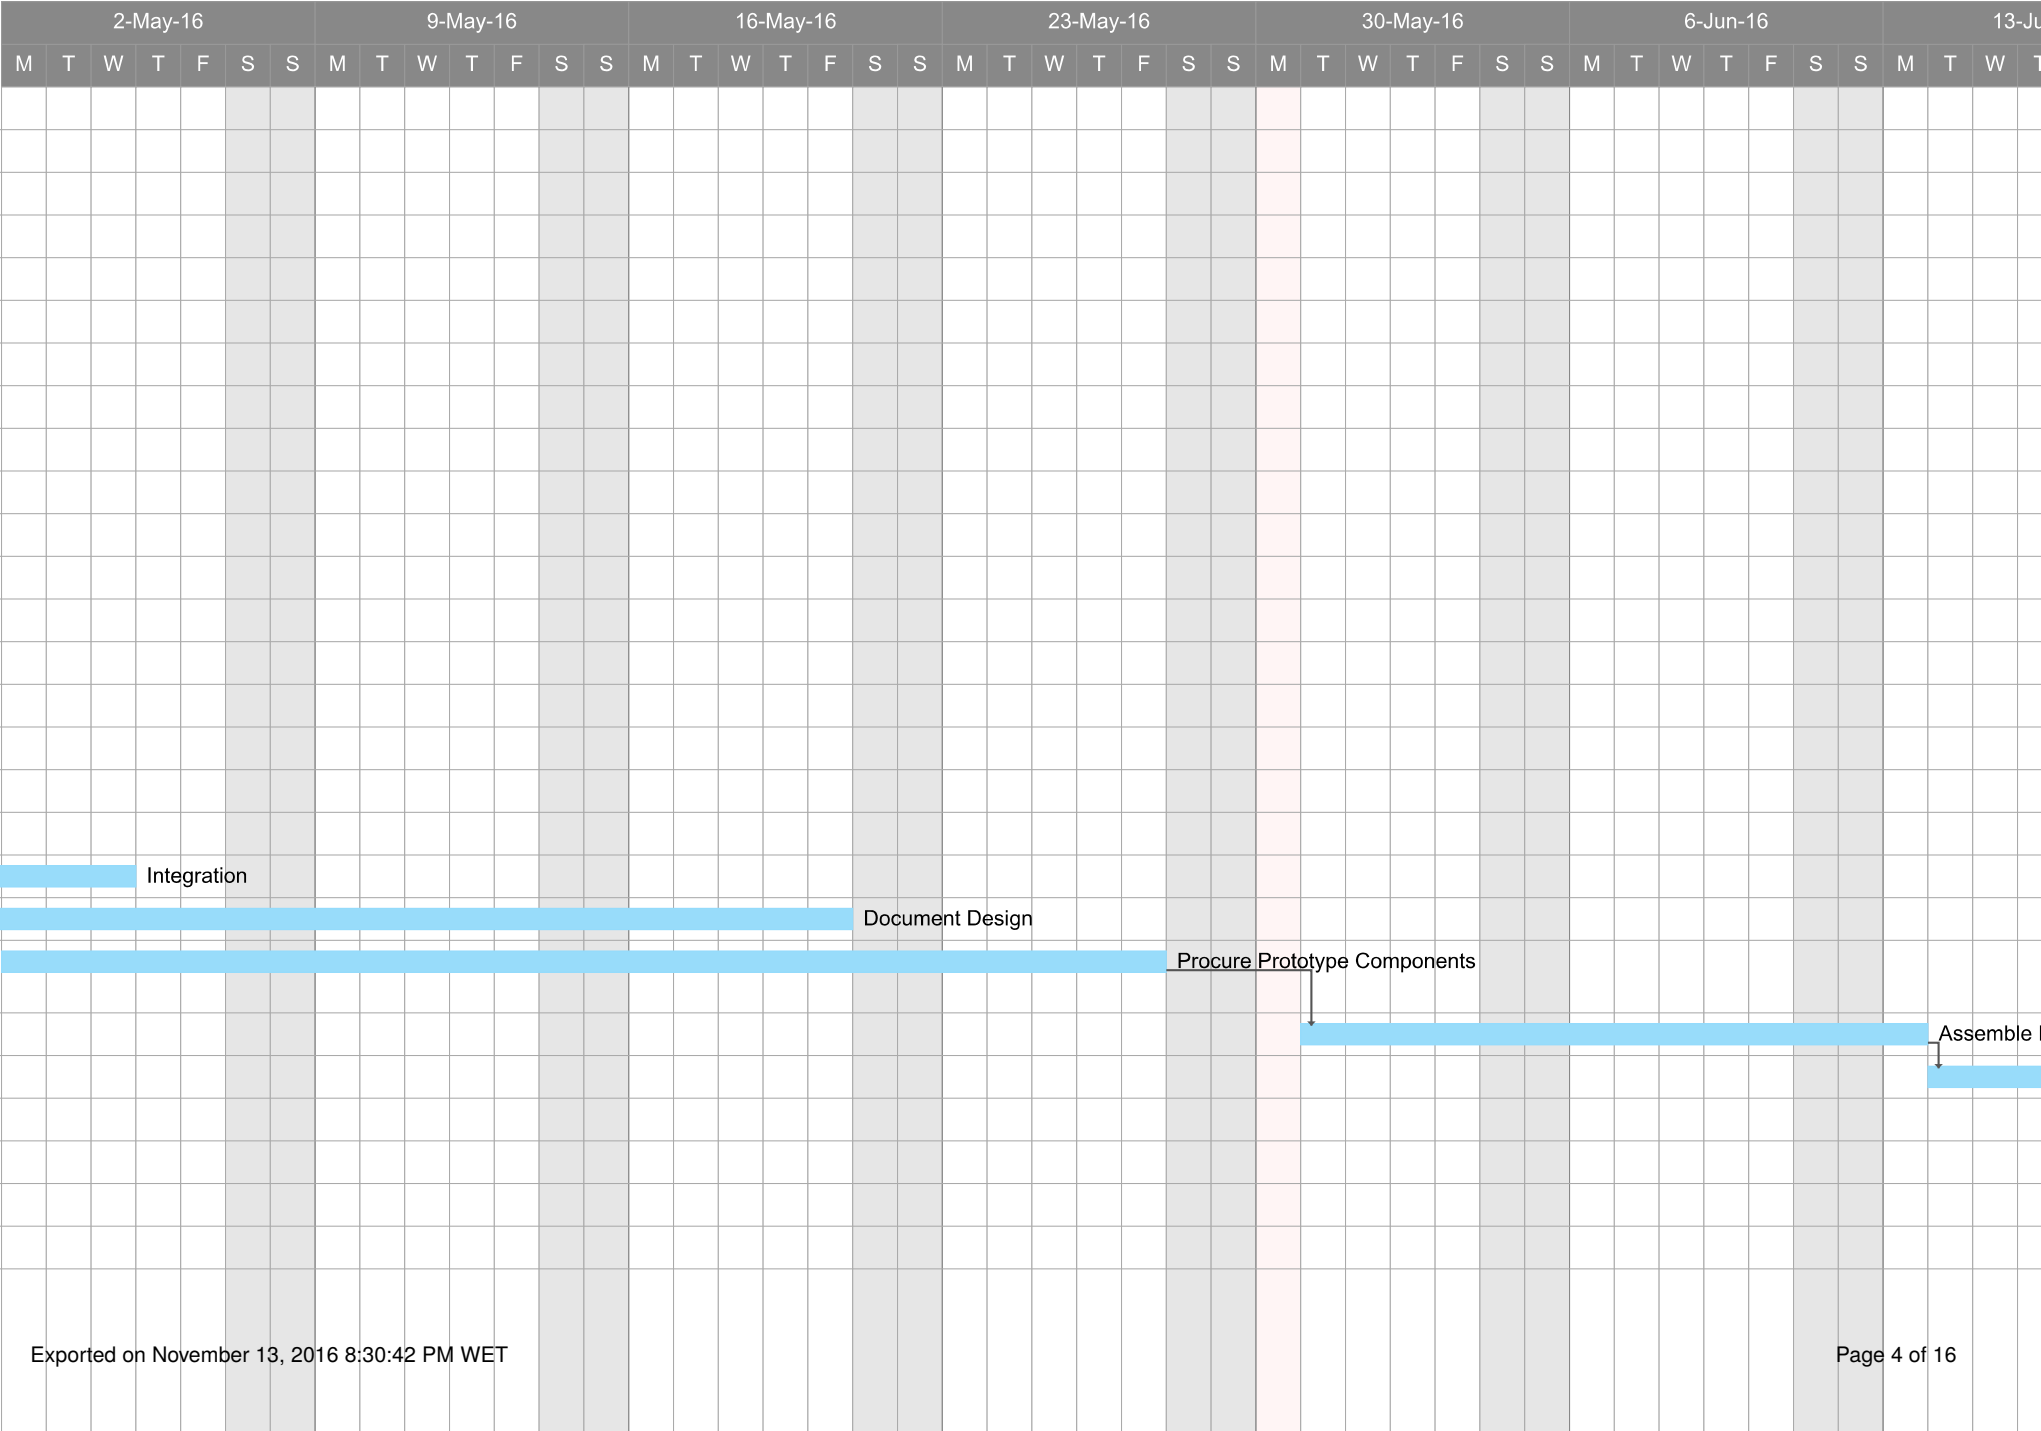 2-May-16 9-May-16 16-May-16 23-May-16 30-May-16 6-Jun-16
M T W T F S S M T W T F S S M T W T F S S M T W T F S S M T W T F S S M T W T F S S M T W
Integration
Document Design
Procure Prototype Components
Assemble
Exported on November 13, 2016 8:30:42 PM WET Page 4 of 16